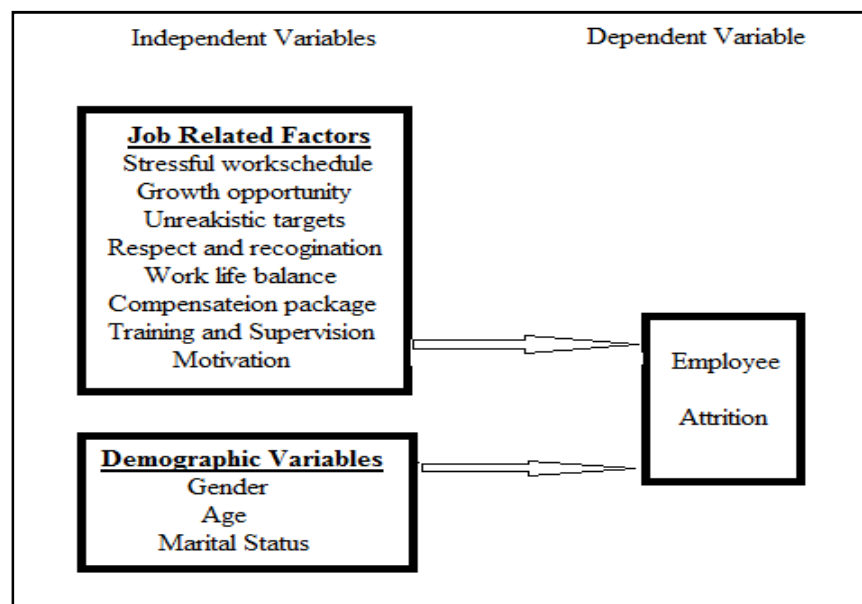 Independent Variables
Dependent Variable
Job Related Factors
Stressful workschedule
Growth opportunity
Unreakistic targets
Respect and recogination
Work life balance
Compensateion package
Training and Supervision
Motivation
Employee
Attrition
Demographic Variables
Gender
Age
Marital Status